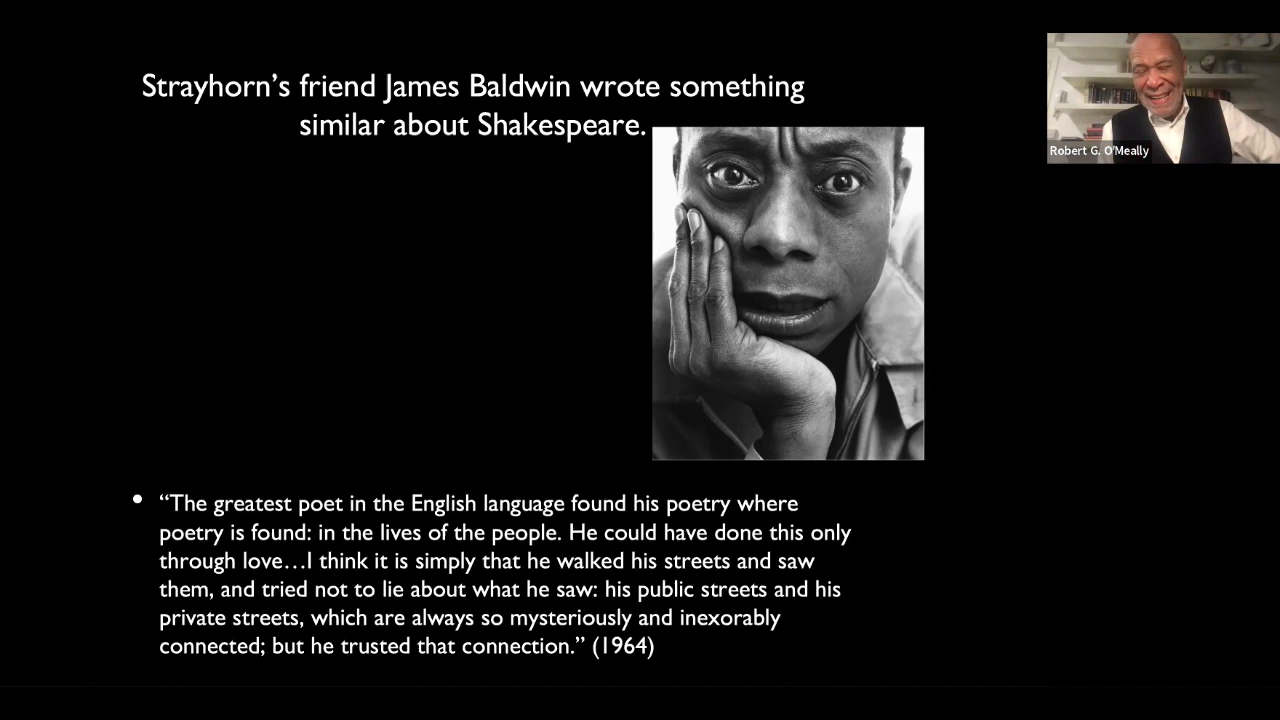 Strayhorn’s friend James Baldwin wrote something
similar about Shakespeare.
Robert G. O'Meally
• “The greatest poet in the English language found his poetry where
poetry is found: in the lives of the people. He could have done this only
through love…I think it is simply that he walked his streets and saw
them, and tried not to lie about what he saw: his public streets and his
private streets, which are always so mysteriously and inexorably
connected; but he trusted that connection.” (1964)